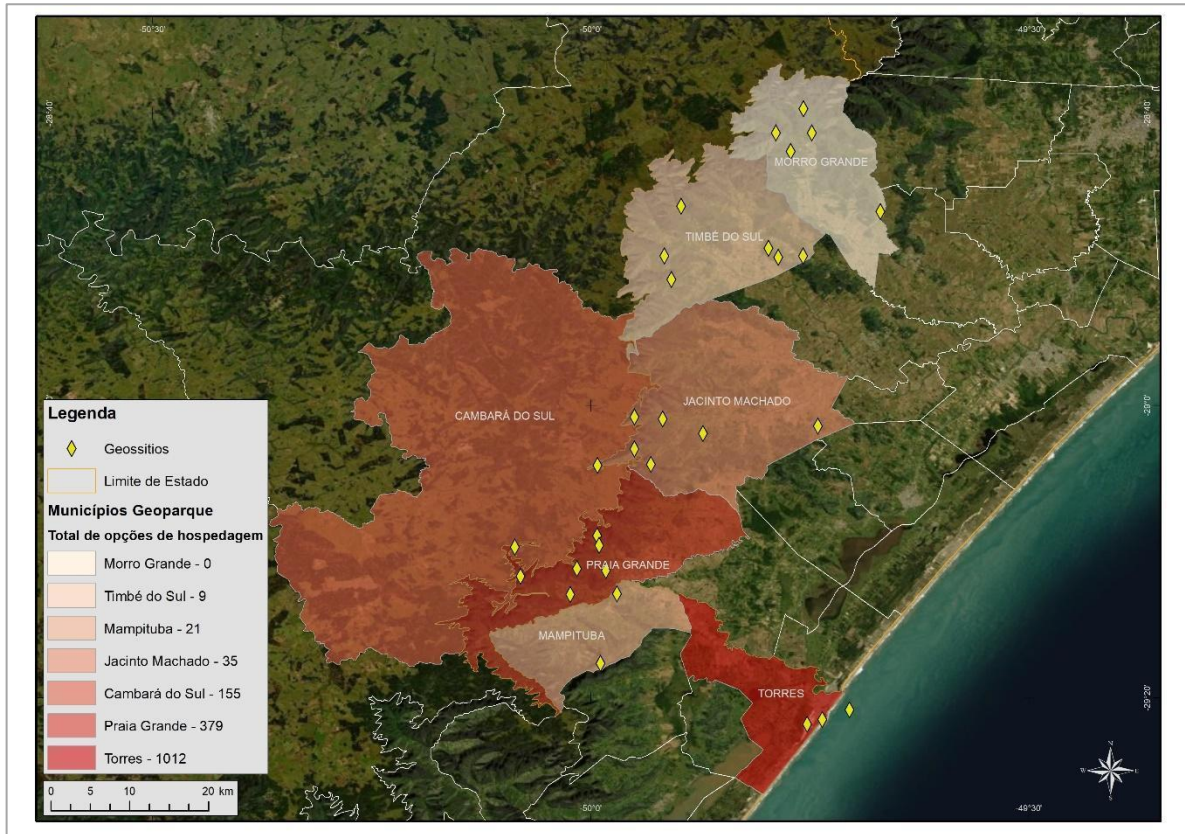 -50°30'
-50°0'
-49°30'
-28°40'
-28°40'
MORRO GRANDE
TIMBÉ DO SUL
JACINTO MACHADO
CAMBARÁ DO SUL
-29°0'
PRAIA GRANDE
MAMPITUBA
TORRES
-29°20'
Legenda
Geossitios
Limite de Estado
Municípios Geoparque
Total de opções de hospedagem
Morro Grande - 0
Timbé do Sul - 9
Mampituba - 21
Jacinto Machado - 35
Cambará do Sul - 155
Praia Grande - 379
Torres - 1012
0 5 10 20 km
N
W E
S
-50°0'
-49°30'